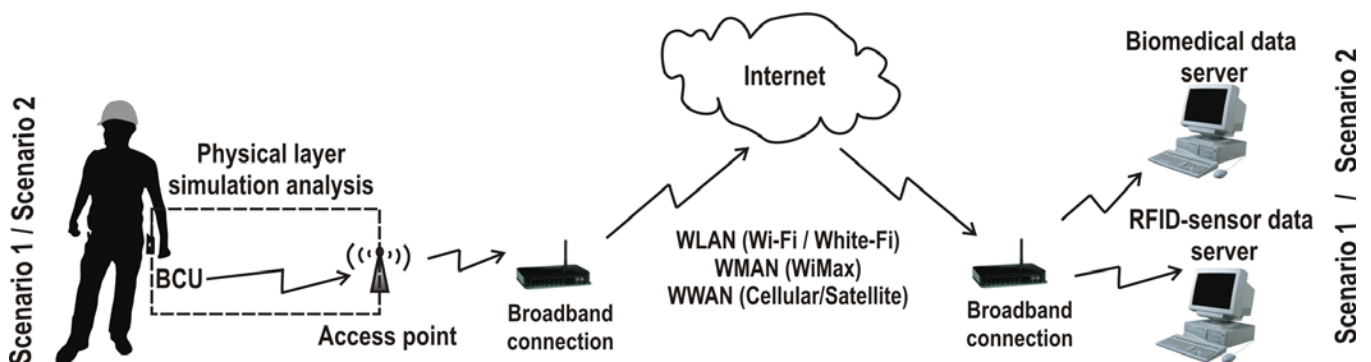 Scenario 1 / Scenario 2
Physical layer
simulation analysis
BCU
Access point
Broadband
connection
Internet
WLAN (Wi-Fi / White-Fi)
WMAN (WiMax)
WWAN (Cellular/Satellite)
Broadband
connection
Biomedical data
server
RFID-sensor data
server
Scenario 1 / Scenario 2